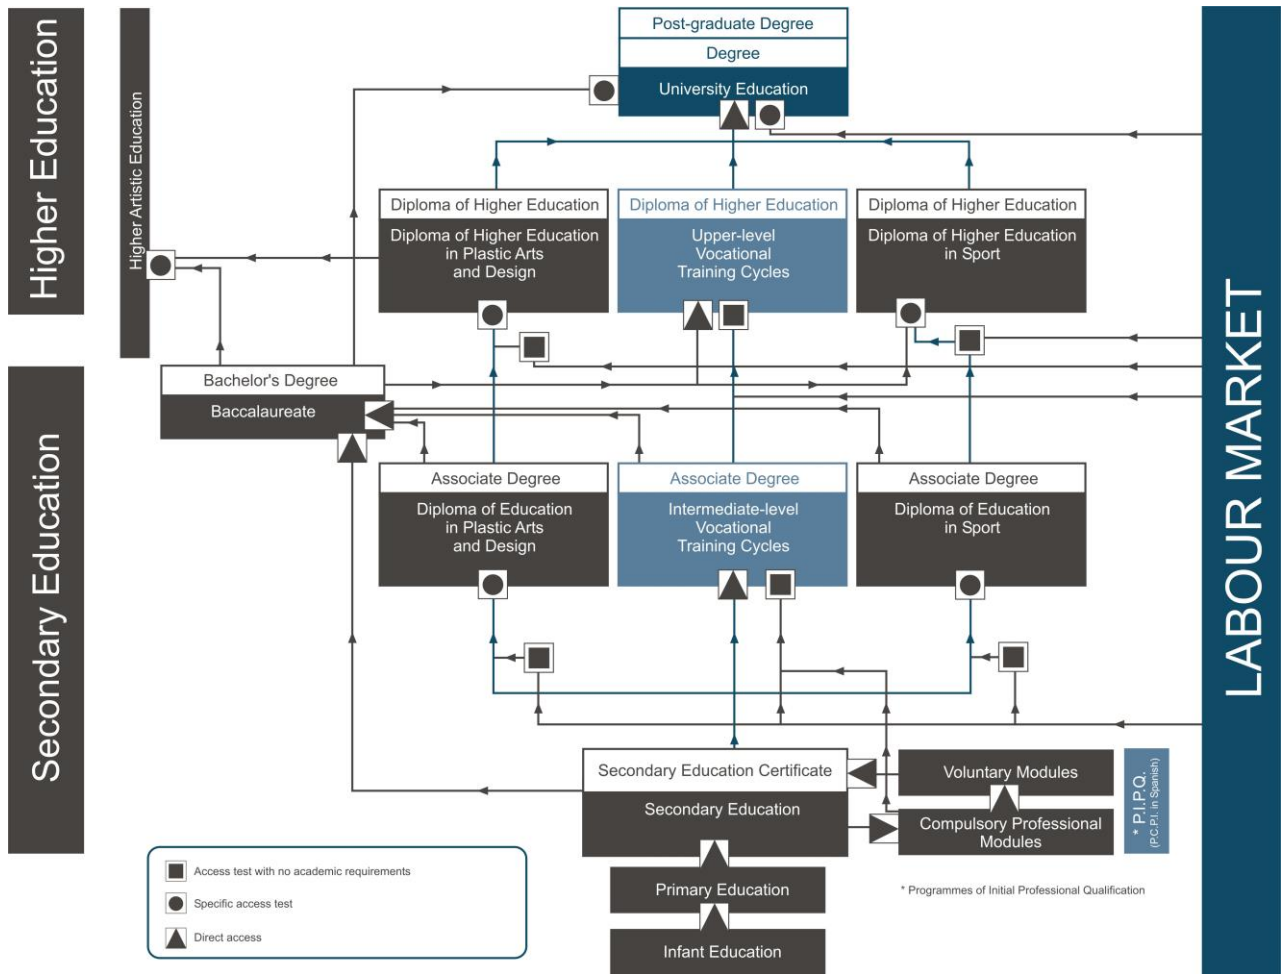 Higher Education
Higher Artistic Education
Post-graduate Degree
Degree
University Education
Diploma of Higher Education
Diploma of Higher Education
in Plastic Arts
and Design
Diploma of Higher Education
Upper-level
Vocational
Training Cycles
Diploma of Higher Education
Diploma of Higher Education
in Sport
LABOUR MARKET
Secondary Education
Bachelor's Degree
Baccalaureate
Associate Degree
Diploma of Education
in Plastic Arts
and Design
Associate Degree
Intermediate-level
Vocational
Training Cycles
Associate Degree
Diploma of Education
in Sport
Secondary Education Certificate
Secondary Education
Voluntary Modules
Compulsory Professional
Modules
* P.I.P.Q.
(P.C.P.I. in Spanish)
Primary Education
Infant Education
* Programmes of Initial Professional Qualification
Access test with no academic requirements
Specific access test
Direct access